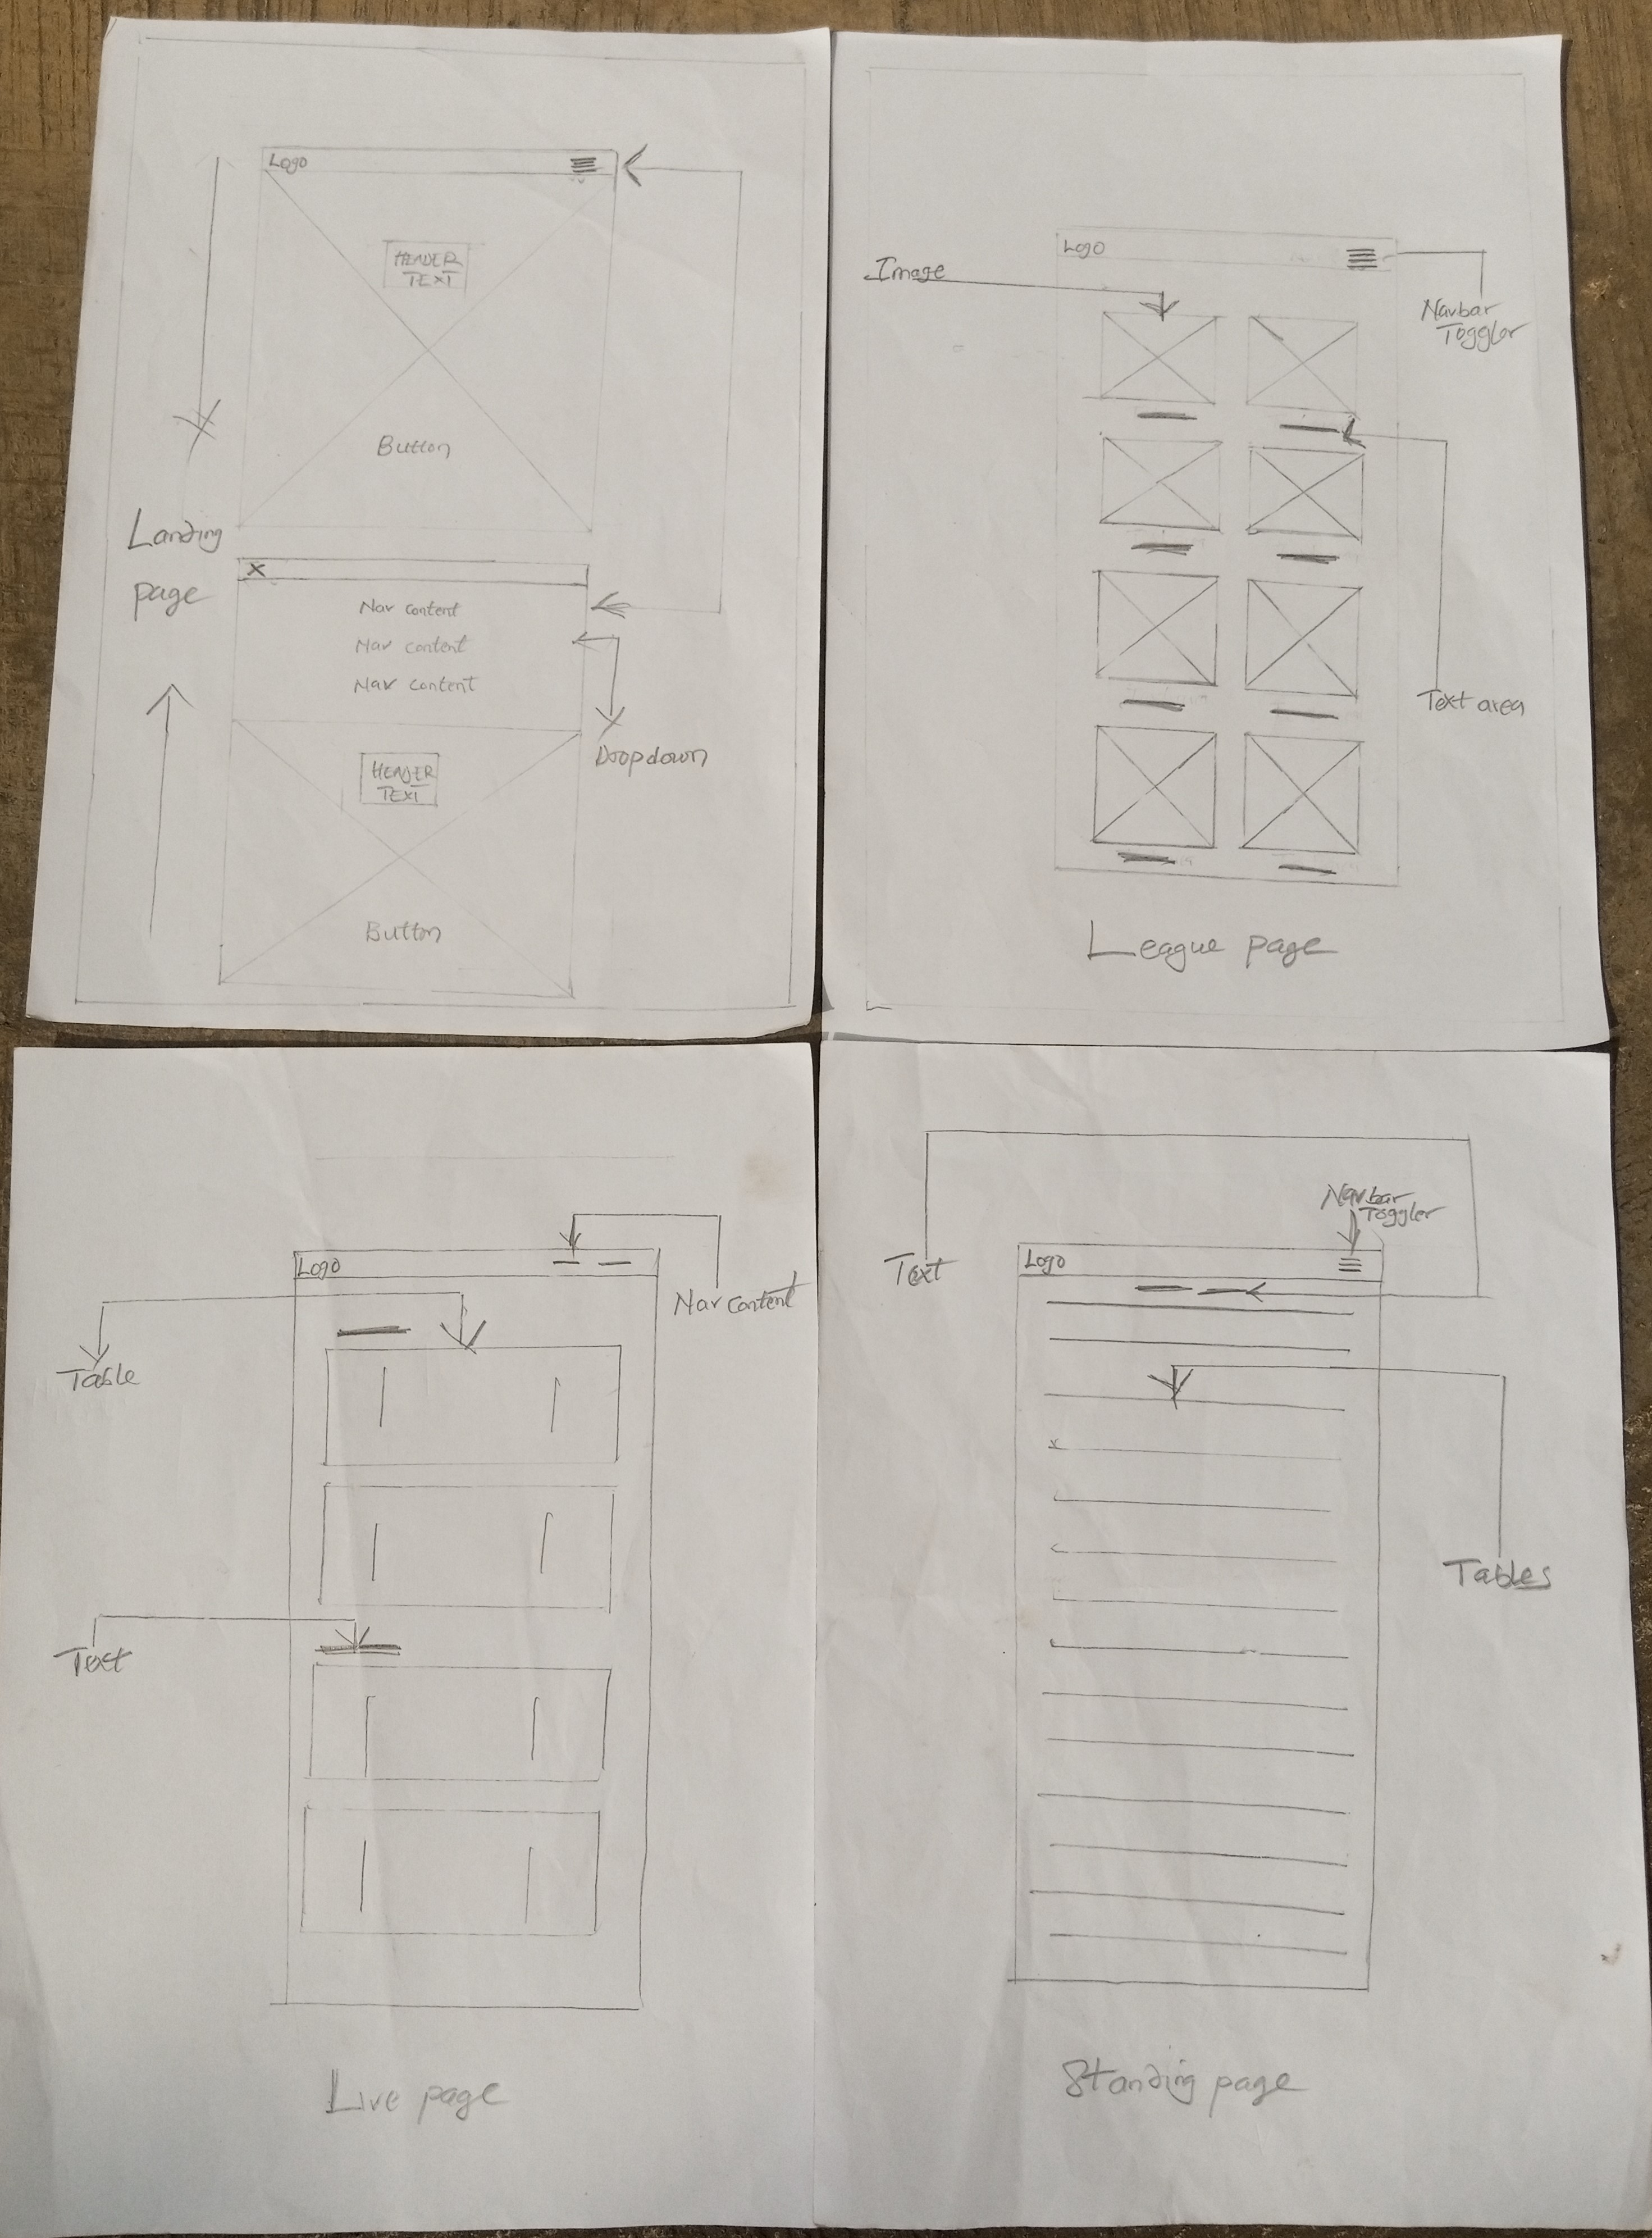 Logo
HEADER
TEXT
Button
Landing
page
X
Nav content
Nav content
Nav content
Dropdown
HEADER
TEXT
Button
Logo
Image
Navbar
Toggler
Text area
League page
Logo
Nav content
Table
Text
Live page
Navbar
Toggler
Text
Logo
Tables
Standing page